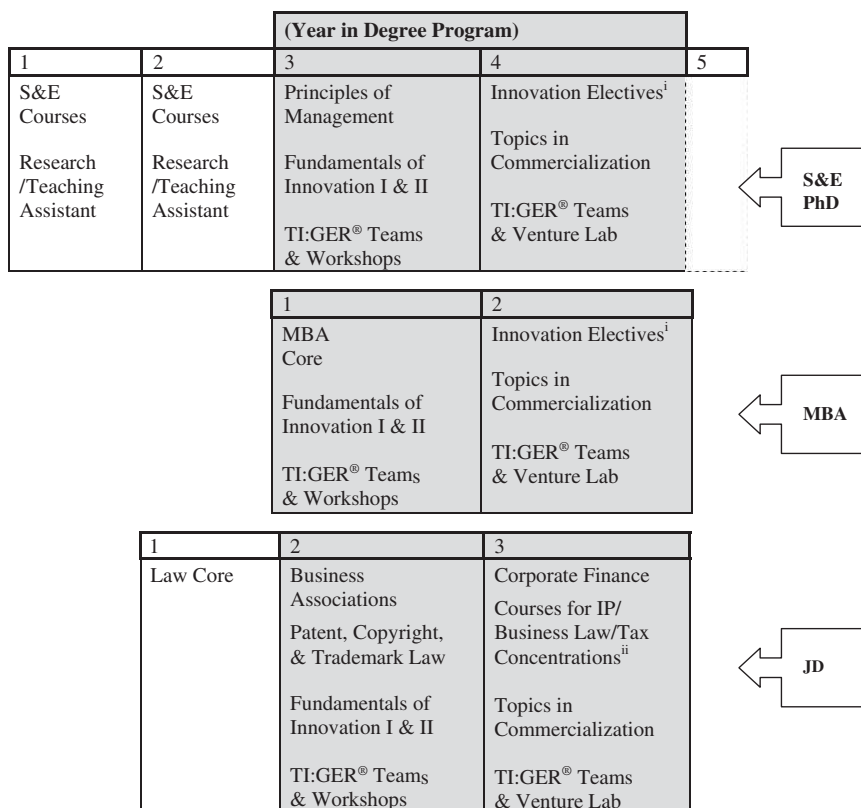 (Year in Degree Program)
1 2 3 4 5
S&E
Courses
Research
/Teaching
Assistant
S&E
Courses
Research
/Teaching
Assistant
Principles of
Management
Fundamentals of
Innovation I & II
TI:GER® Teams
& Workshops
Innovation Electivesⁱ
Topics in
Commercialization
TI:GER® Teams
& Venture Lab
S&E
PhD
1 2
MBA
Core
Fundamentals of
Innovation I & II
TI:GER® Teams
& Workshops
Innovation Electivesⁱ
Topics in
Commercialization
TI:GER® Teams
& Venture Lab
MBA
1 2 3
Law Core
Business
Associations
Patent, Copyright,
& Trademark Law
Fundamentals of
Innovation I & II
TI:GER® Teams
& Workshops
Corporate Finance
Courses for IP/
Business Law/Tax
Concentrationsⁱⁱ
Topics in
Commercialization
TI:GER® Teams
& Venture Lab
JD